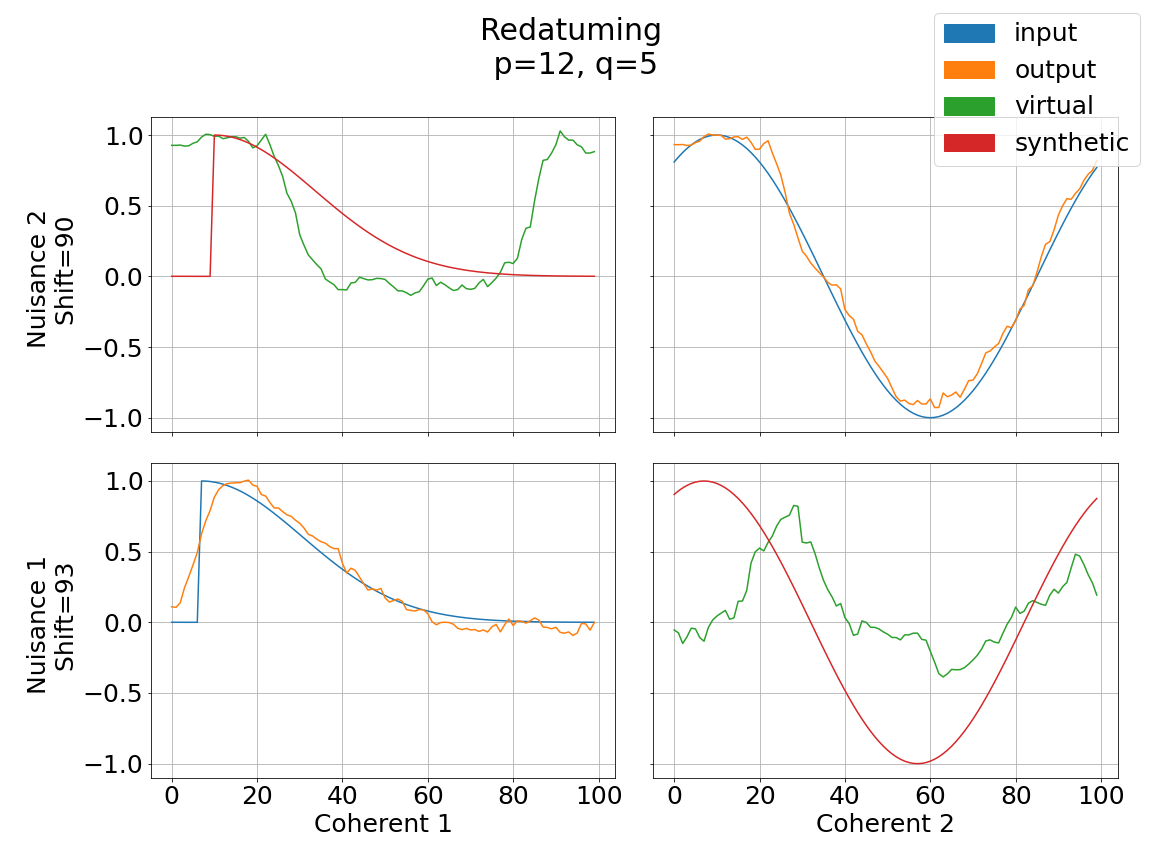 Redatuming
p=12, q=5
input
output
virtual
synthetic
Nuisance 2
Shift=90
1.0
0.5
0.0
−0.5
−1.0
Nuisance 1
Shift=93
1.0
0.5
0.0
−0.5
−1.0
0 20 40 60 80 100
0 20 40 60 80 100
Coherent 1
Coherent 2